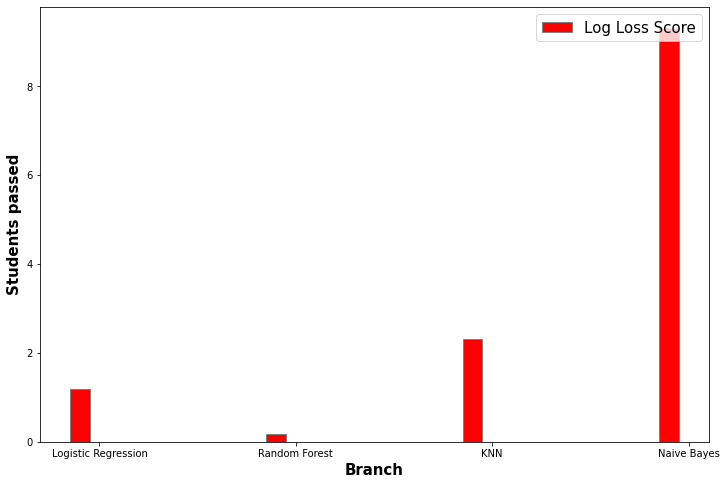 Log Loss Score
Students passed
8
6
4
2
0
Logistic Regression
Random Forest
KNN
Naive Bayes
Branch